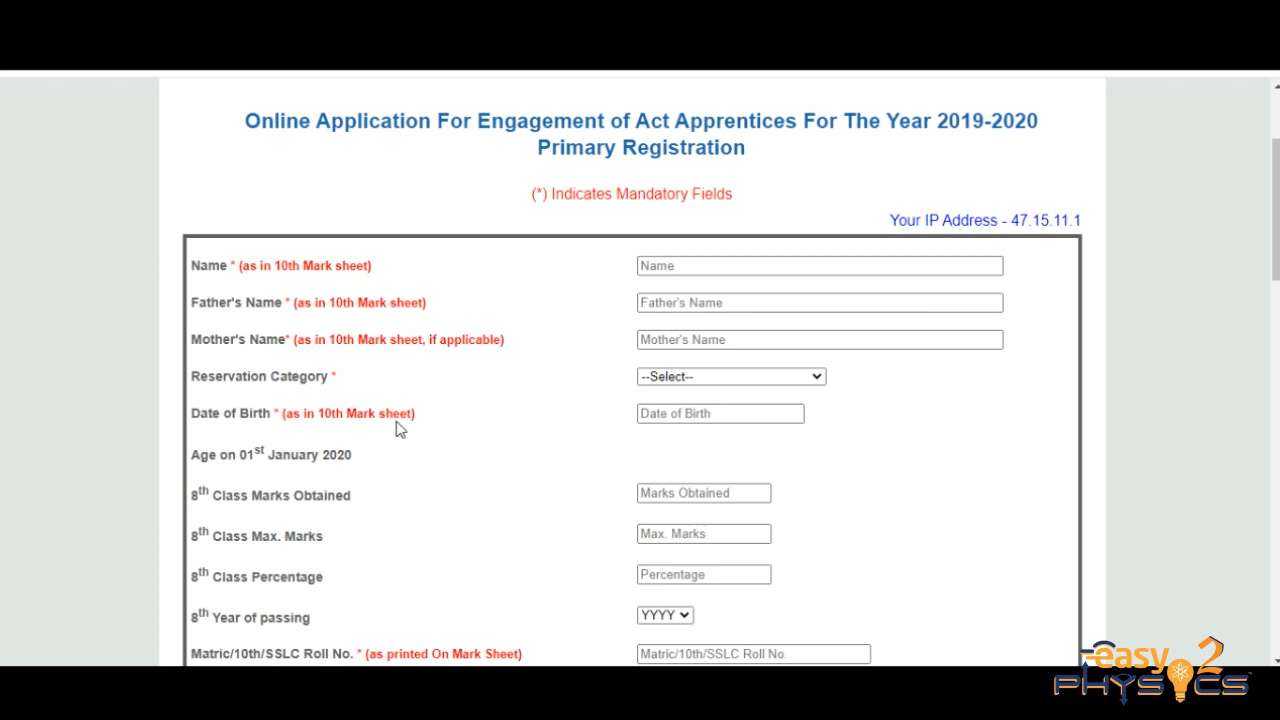 Online Application For Engagement of Act Apprentices For The Year 2019-2020
Primary Registration
(*) Indicates Mandatory Fields
Your IP Address - 47.15.11.1
Name * (as in 10th Mark sheet) Name
Father's Name * (as in 10th Mark sheet) Father's Name
Mother's Name* (as in 10th Mark sheet, if applicable) Mother's Name
Reservation Category * --Select--
Date of Birth * (as in 10th Mark sheet) Date of Birth
Age on 01st January 2020
8th Class Marks Obtained Marks Obtained
8th Class Max. Marks Max. Marks
8th Class Percentage Percentage
8th Year of passing YYYY
Matric/10th/SSLC Roll No. * (as printed On Mark Sheet) Matric/10th/SSLC Roll No.
easy 2
PHYSICS